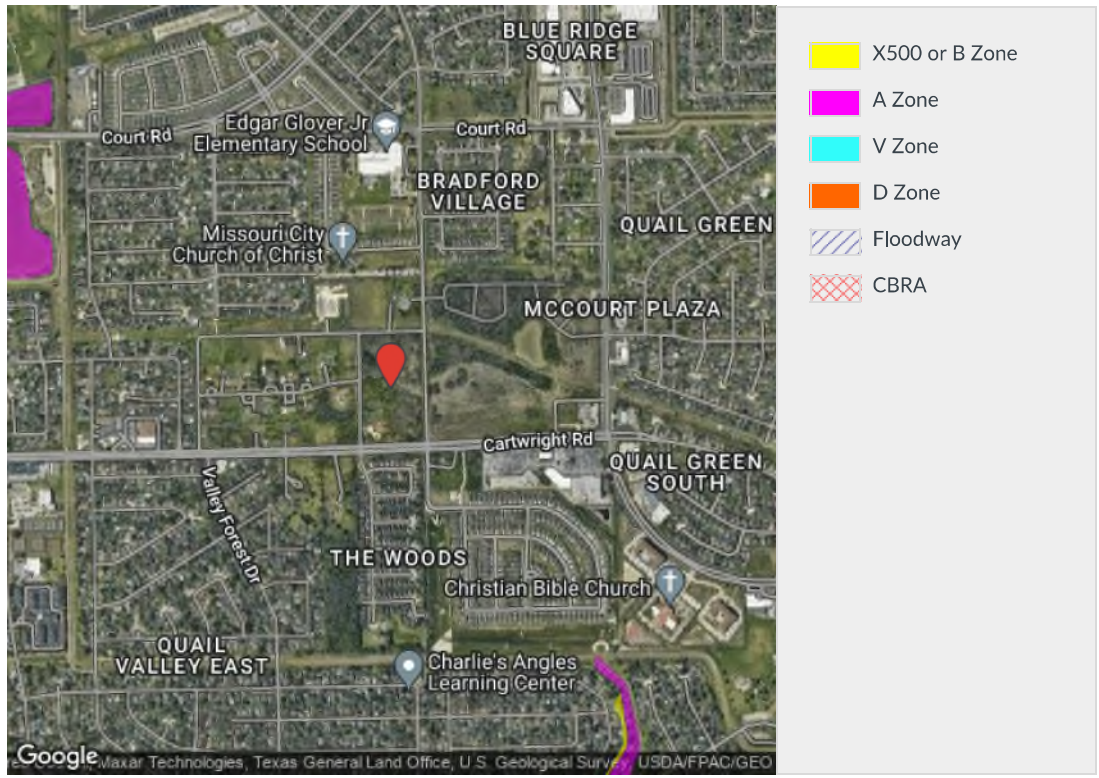 BLUE RIDGE
SQUARE
Edgar Glover Jr
Elementary School
Court Rd
Court Rd
BRADFORD
VILLAGE
QUAIL GREEN
Missouri City
Church of Christ
MCCOURT PLAZA
Cartwright Rd
QUAIL GREEN
SOUTH
Valley Forest Dr
THE WOODS
Christian Bible Church
QUAIL
VALLEY EAST
Charlie's Angles
Learning Center
Google
Maxar Technologies, Texas General Land Office, U.S. Geological Survey, USDA/FPAC/GEO
X500 or B Zone
A Zone
V Zone
D Zone
Floodway
CBRA